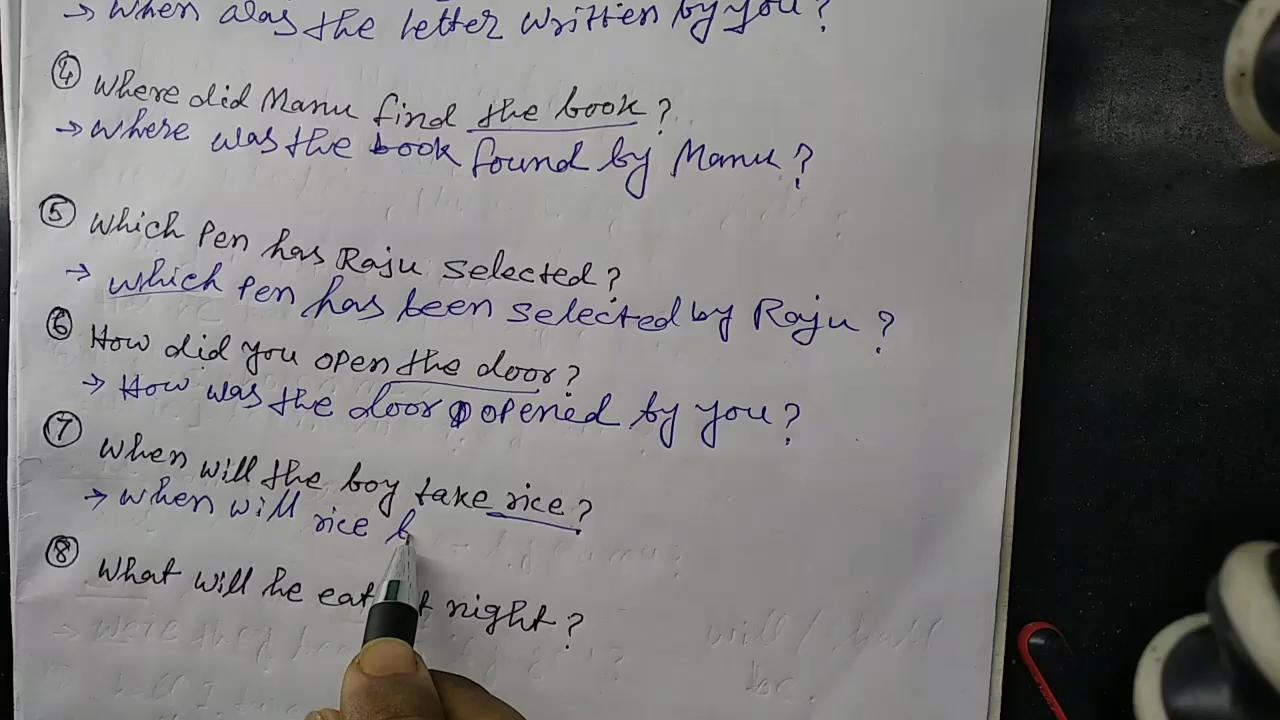 → When was the letter written by you?
④ Where did Manu find the book?
→ where was the book found by Manu?
⑤ Which Pen has Raju selected?
→ which Pen has been selected by Raju?
⑥ How did you open the door?
→ How was the door opened by you?
⑦ When will the boy take rice?
→ when will rice b
⑧ What will he eat at night?